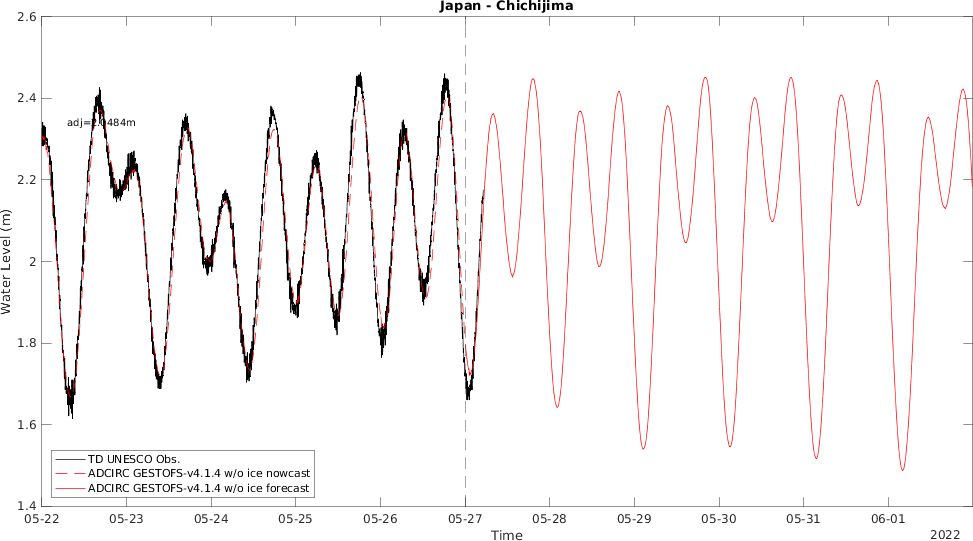 Japan - Chichijima
2.6
2.4
2.2
2
1.8
1.6
1.4
Water Level (m)
TD UNESCO Obs.
ADCIRC GESTOFS-v4.1.4 w/o ice nowcast
ADCIRC GESTOFS-v4.1.4 w/o ice forecast
05-22 05-23 05-24 05-25 05-26 05-27 05-28 05-29 05-30 05-31 06-01
Time
2022